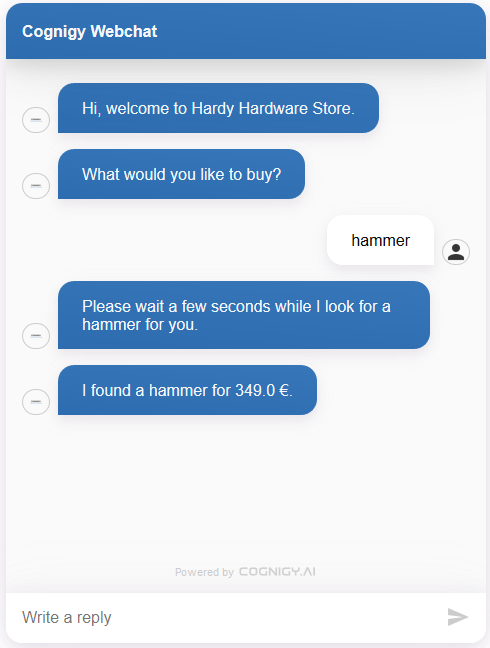 Cognigy Webchat
Hi, welcome to Hardy Hardware Store.
What would you like to buy?
hammer
Please wait a few seconds while I look for a
hammer for you.
I found a hammer for 349.0 €.
Powered by COGNIGY.AI
Write a reply